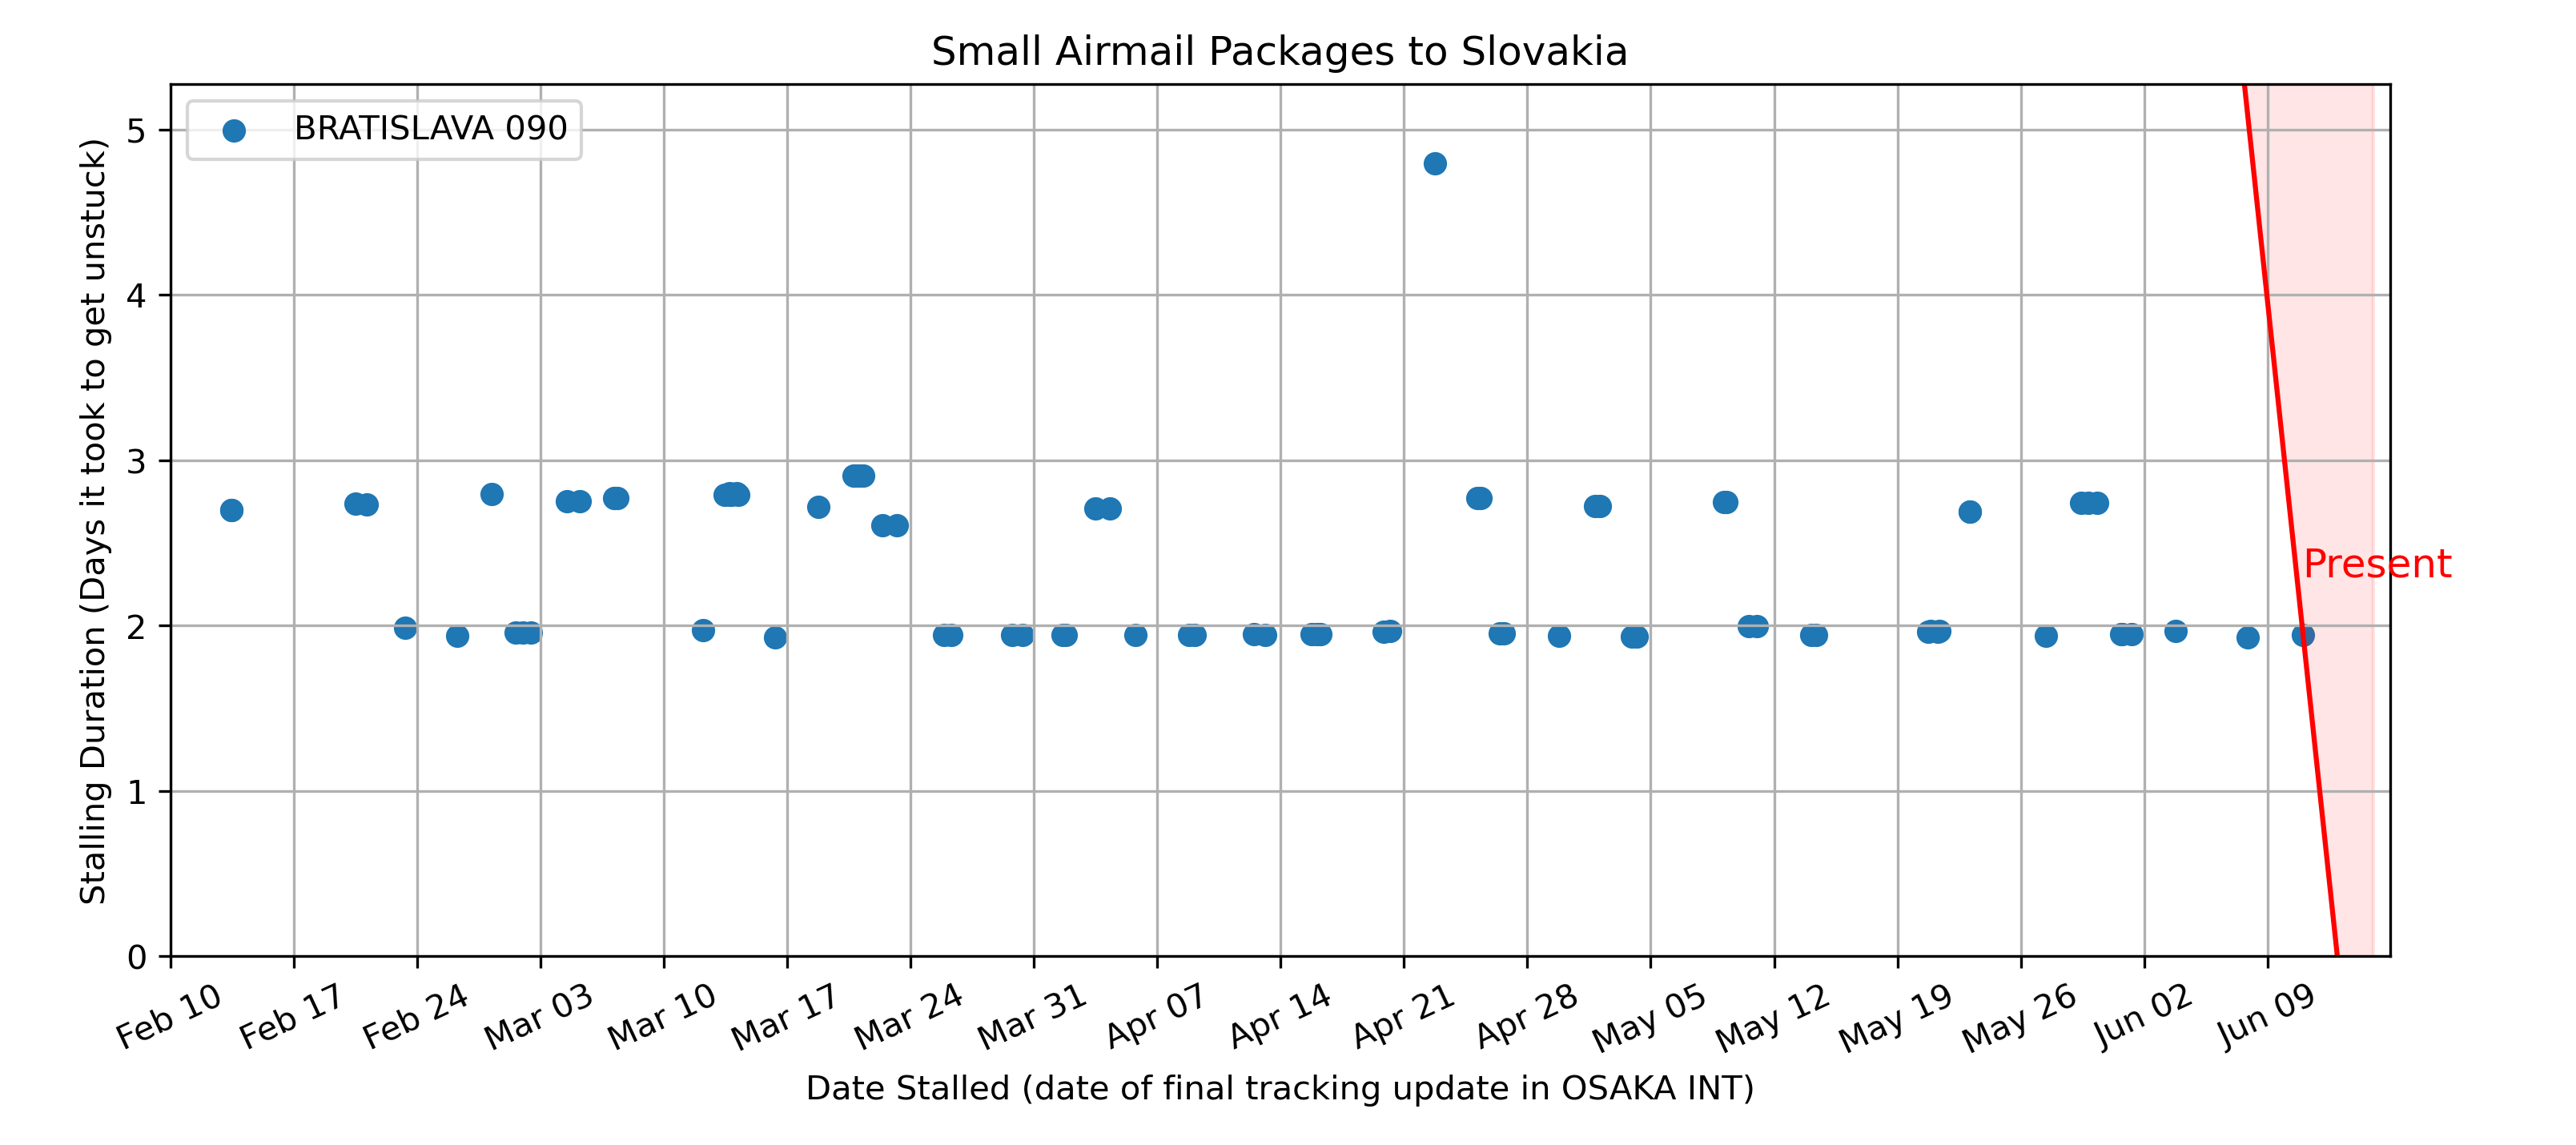 Small Airmail Packages to Slovakia
BRATISLAVA 090
Stalling Duration (Days it took to get unstuck)
5
4
3
2
1
0
Present
Feb 10
Feb 17
Feb 24
Mar 03
Mar 10
Mar 17
Mar 24
Mar 31
Apr 07
Apr 14
Apr 21
Apr 28
May 05
May 12
May 19
May 26
Jun 02
Jun 09
Date Stalled (date of final tracking update in OSAKA INT)